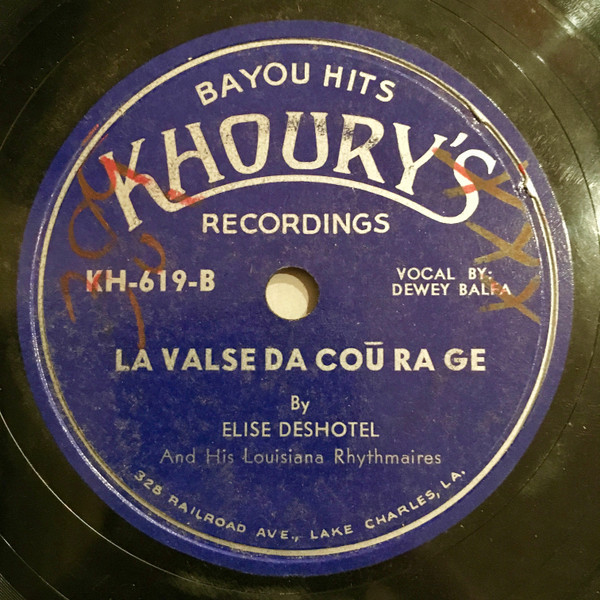 BAYOU HITS
KHOURY'S
RECORDINGS
KH-619-B
VOCAL BY:
DEWEY BALFA
LA VALSE DA COŪ RA GE
By
ELISE DESHOTEL
And His Louisiana Rhythmaires
328 RAILROAD AVE., LAKE CHARLES, LA.